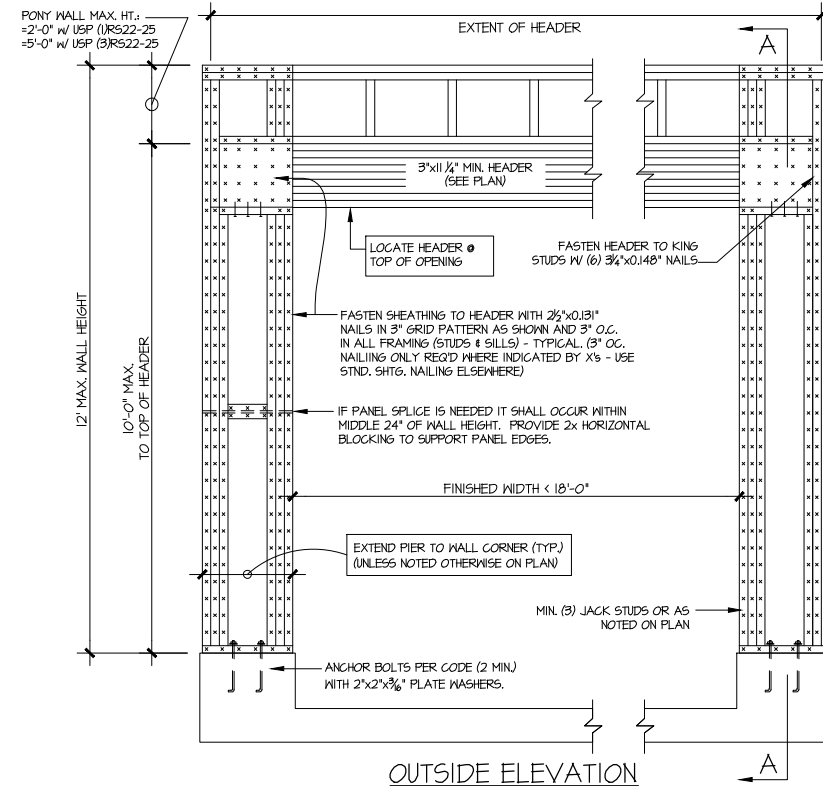 PONY WALL MAX. HT.:
=2'-0" W/ USP (1)RS22-25
=5'-0" W/ USP (3)RS22-25
EXTENT OF HEADER
A
3"x11 1/4" MIN. HEADER
(SEE PLAN)
LOCATE HEADER @
TOP OF OPENING
FASTEN HEADER TO KING
STUDS W/ (6) 3 1/4"x0.148" NAILS
12' MAX. WALL HEIGHT
10'-0" MAX.
TO TOP OF HEADER
FASTEN SHEATHING TO HEADER WITH 2 1/2"x0.131"
NAILS IN 3" GRID PATTERN AS SHOWN AND 3" O.C.
IN ALL FRAMING (STUDS & SILLS) - TYPICAL. (3" OC.
NAILIING ONLY REQ'D WHERE INDICATED BY X's - USE
STND. SHTG. NAILING ELSEWHERE)
IF PANEL SPLICE IS NEEDED IT SHALL OCCUR WITHIN
MIDDLE 24" OF WALL HEIGHT. PROVIDE 2x HORIZONTAL
BLOCKING TO SUPPORT PANEL EDGES.
FINISHED WIDTH < 18'-0"
EXTEND PIER TO WALL CORNER (TYP.)
(UNLESS NOTED OTHERWISE ON PLAN)
MIN. (3) JACK STUDS OR AS
NOTED ON PLAN
ANCHOR BOLTS PER CODE (2 MIN.)
WITH 2"x2"x3/16" PLATE WASHERS.
A
OUTSIDE ELEVATION